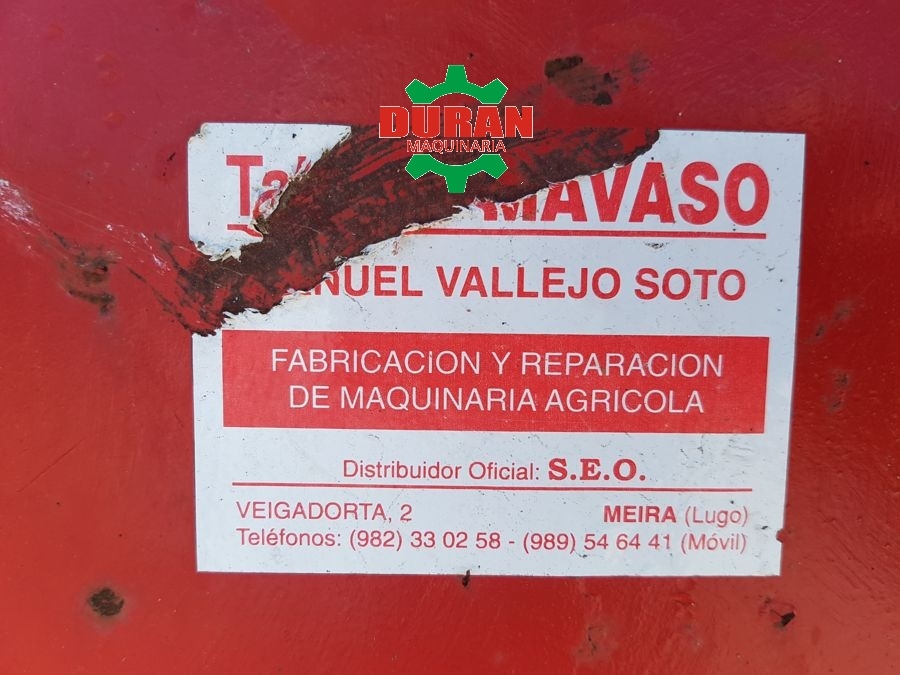 DURAN
MAQUINARIA
MAVASO
VALLEJO SOTO
FABRICACION Y REPARACION
DE MAQUINARIA AGRICOLA
Distribuidor Oficial: S.E.O.
VEIGADORTA, 2 MEIRA (Lugo)
Teléfonos: (982) 33 02 58 - (989) 54 64 41 (Móvil)